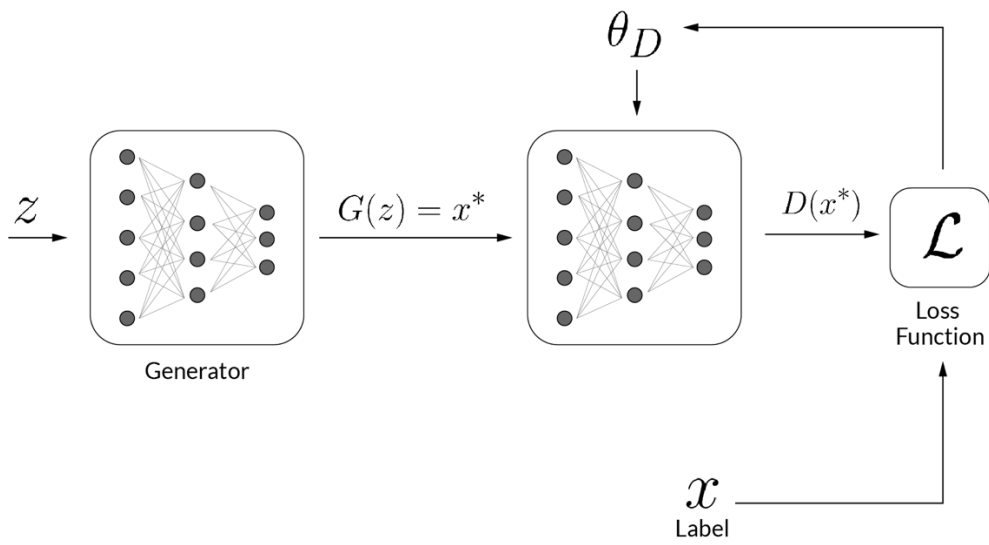 θ_D
z
G(z) = x*
D(x*)
ℒ
Loss
Function
Generator
x
Label